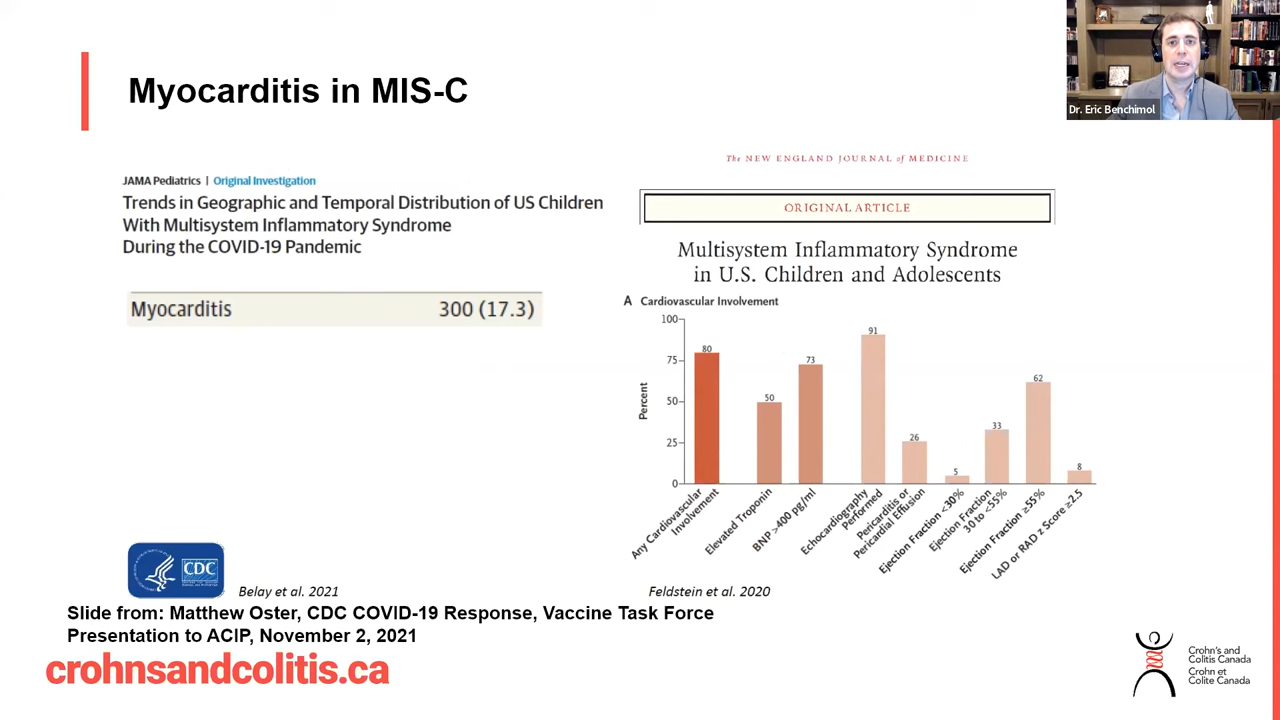 Myocarditis in MIS-C
Dr. Eric Benchimol
JAMA Pediatrics | Original Investigation
Trends in Geographic and Temporal Distribution of US Children
With Multisystem Inflammatory Syndrome
During the COVID-19 Pandemic
Myocarditis 300 (17.3)
The NEW ENGLAND JOURNAL of MEDICINE
ORIGINAL ARTICLE
Multisystem Inflammatory Syndrome
in U.S. Children and Adolescents
A Cardiovascular Involvement
Percent
100
75
50
25
0
80
50
73
91
26
5
33
62
8
Any Cardiovascular
Involvement
Elevated Troponin
BNP >400 pg/ml
Echocardiography
Performed
Pericarditis or
Pericardial Effusion
Ejection Fraction <30%
Ejection Fraction
30 to <55%
Ejection Fraction ≥55%
LAD or RAD z Score ≥2.5
CDC
Belay et al. 2021
Feldstein et al. 2020
Slide from: Matthew Oster, CDC COVID-19 Response, Vaccine Task Force
Presentation to ACIP, November 2, 2021
crohnsandcolitis.ca
Crohn's and
Colitis Canada
Crohn et
Colite Canada